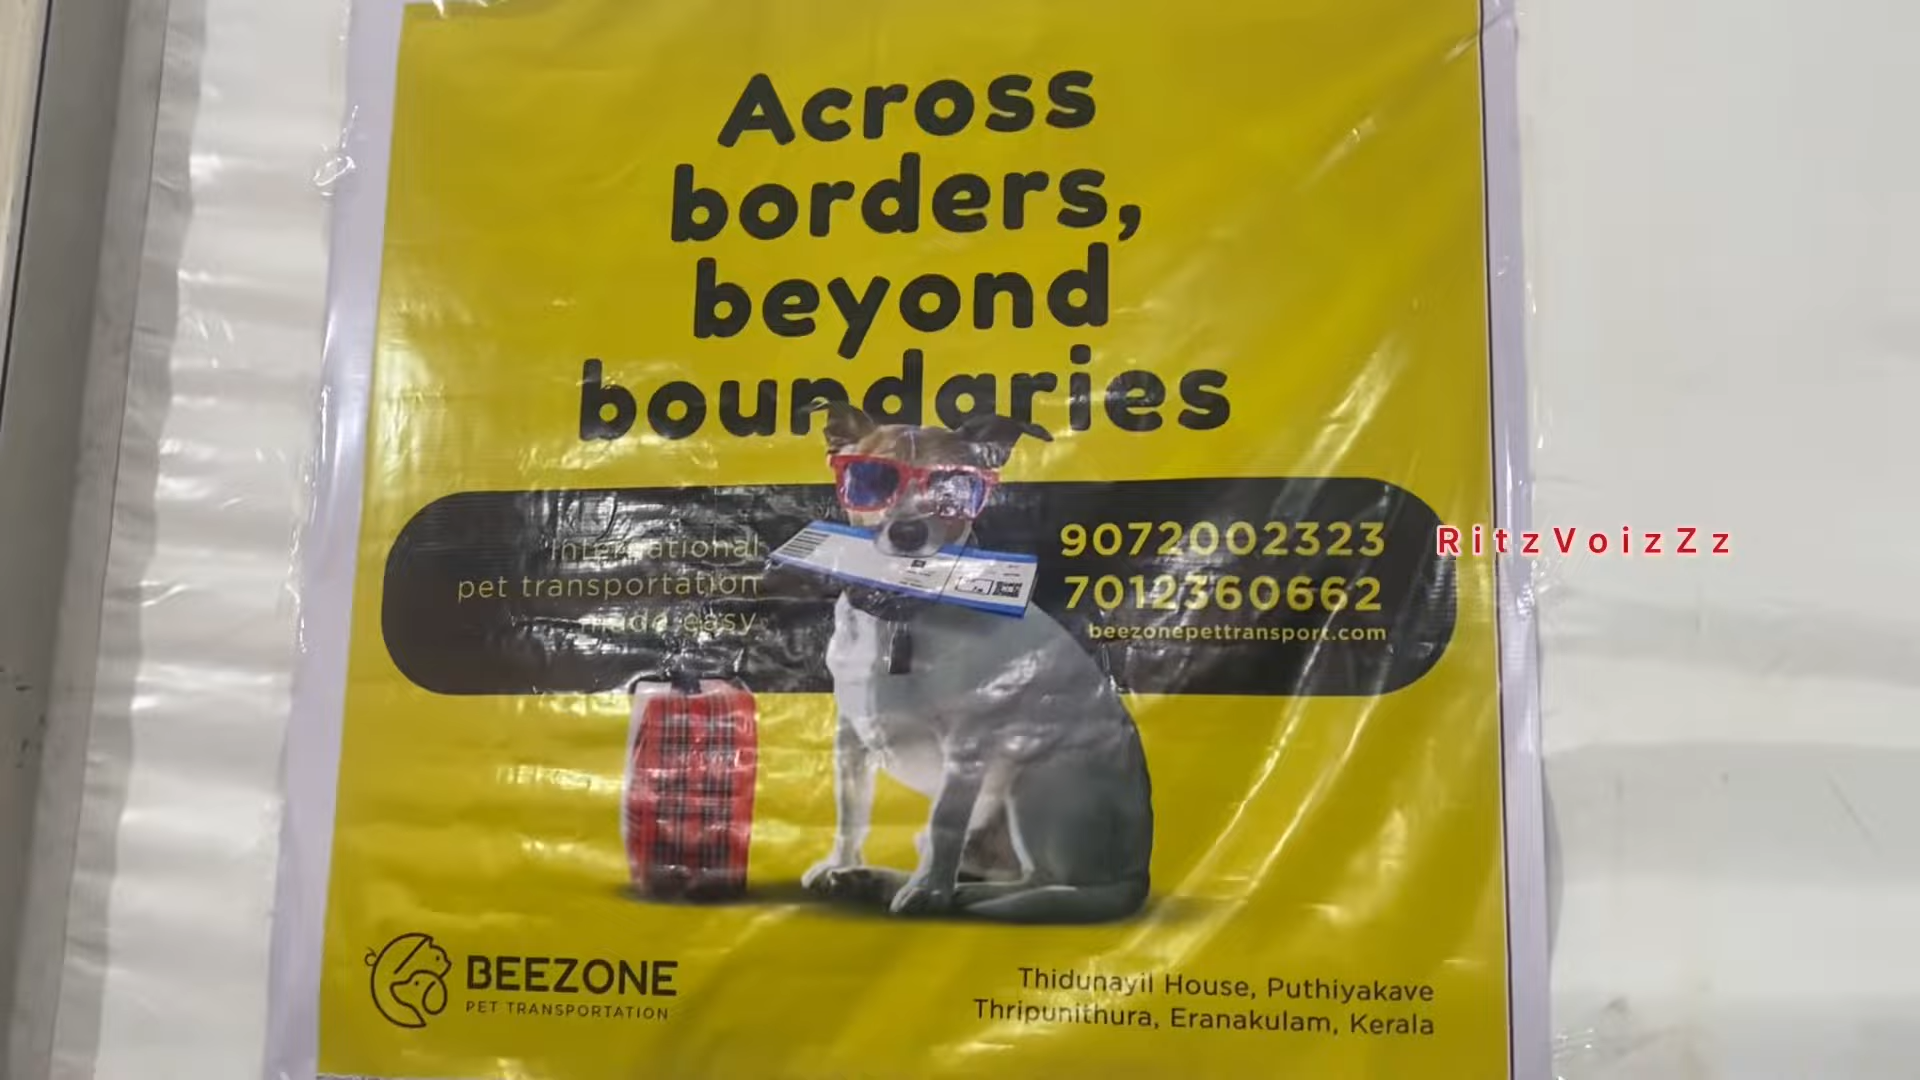 Across
borders,
beyond
boundaries
International
pet transportation
made easy.
9072002323
7012360662
beezonepettransport.com
RitzVoizZz
BEEZONE
PET TRANSPORTATION
Thidunayil House, Puthiyakave
Thripunithura, Eranakulam, Kerala